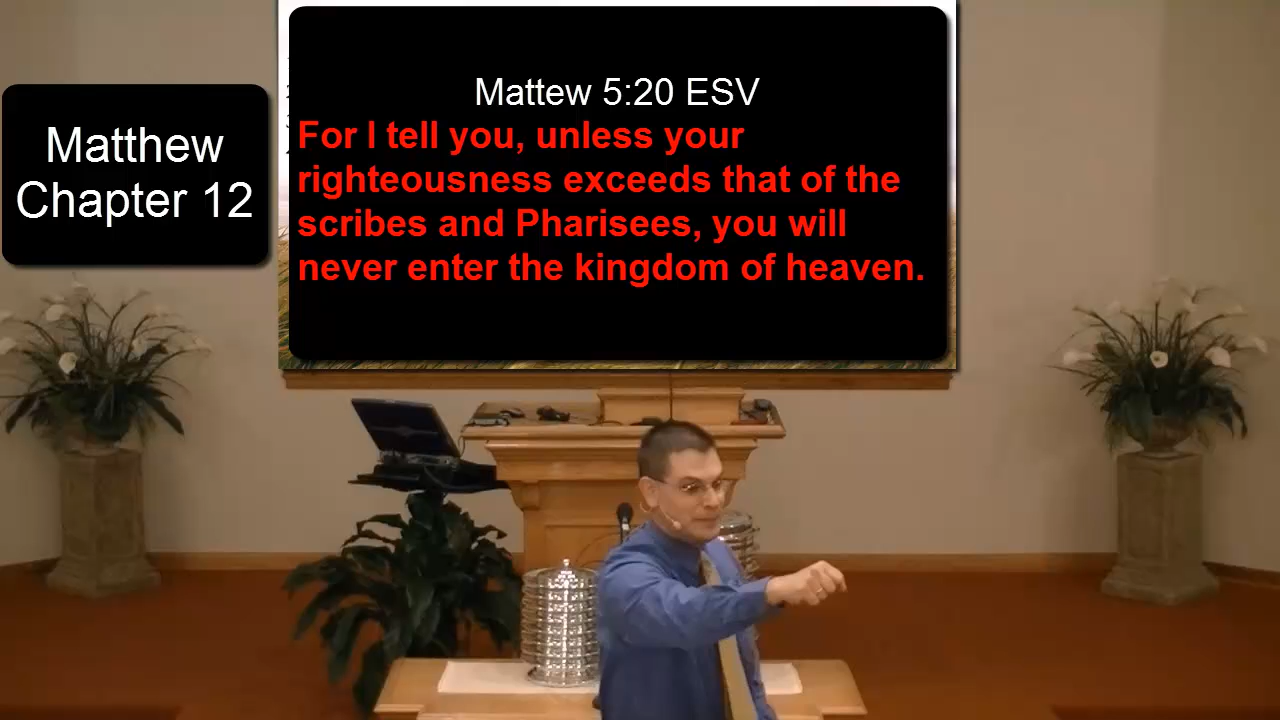 Matthew
Chapter 12
Mattew 5:20 ESV
For I tell you, unless your
righteousness exceeds that of the
scribes and Pharisees, you will
never enter the kingdom of heaven.